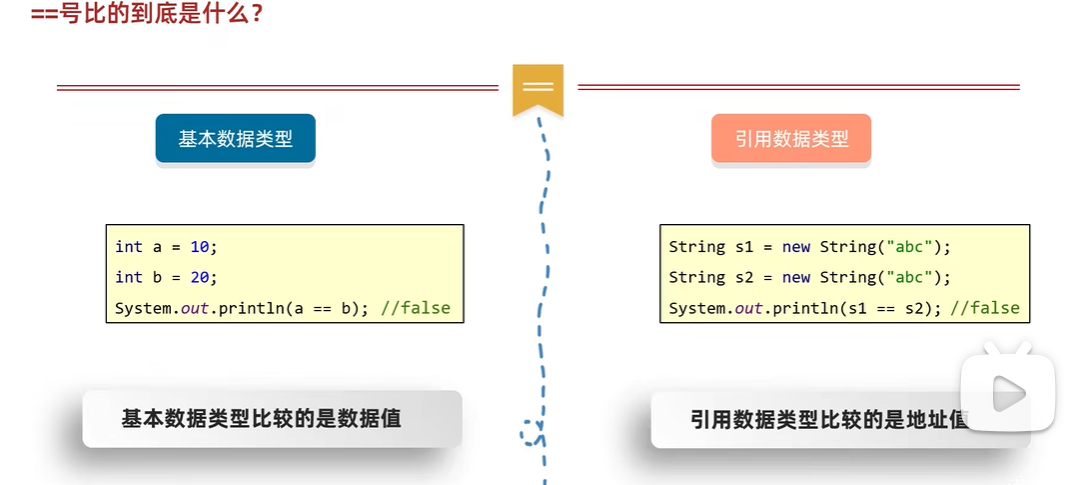 ==号比的到底是什么?
基本数据类型
引用数据类型
int a = 10;
int b = 20;
System.out.println(a == b); //false
String s1 = new String("abc");
String s2 = new String("abc");
System.out.println(s1 == s2); //false
基本数据类型比较的是数据值
引用数据类型比较的是地址值